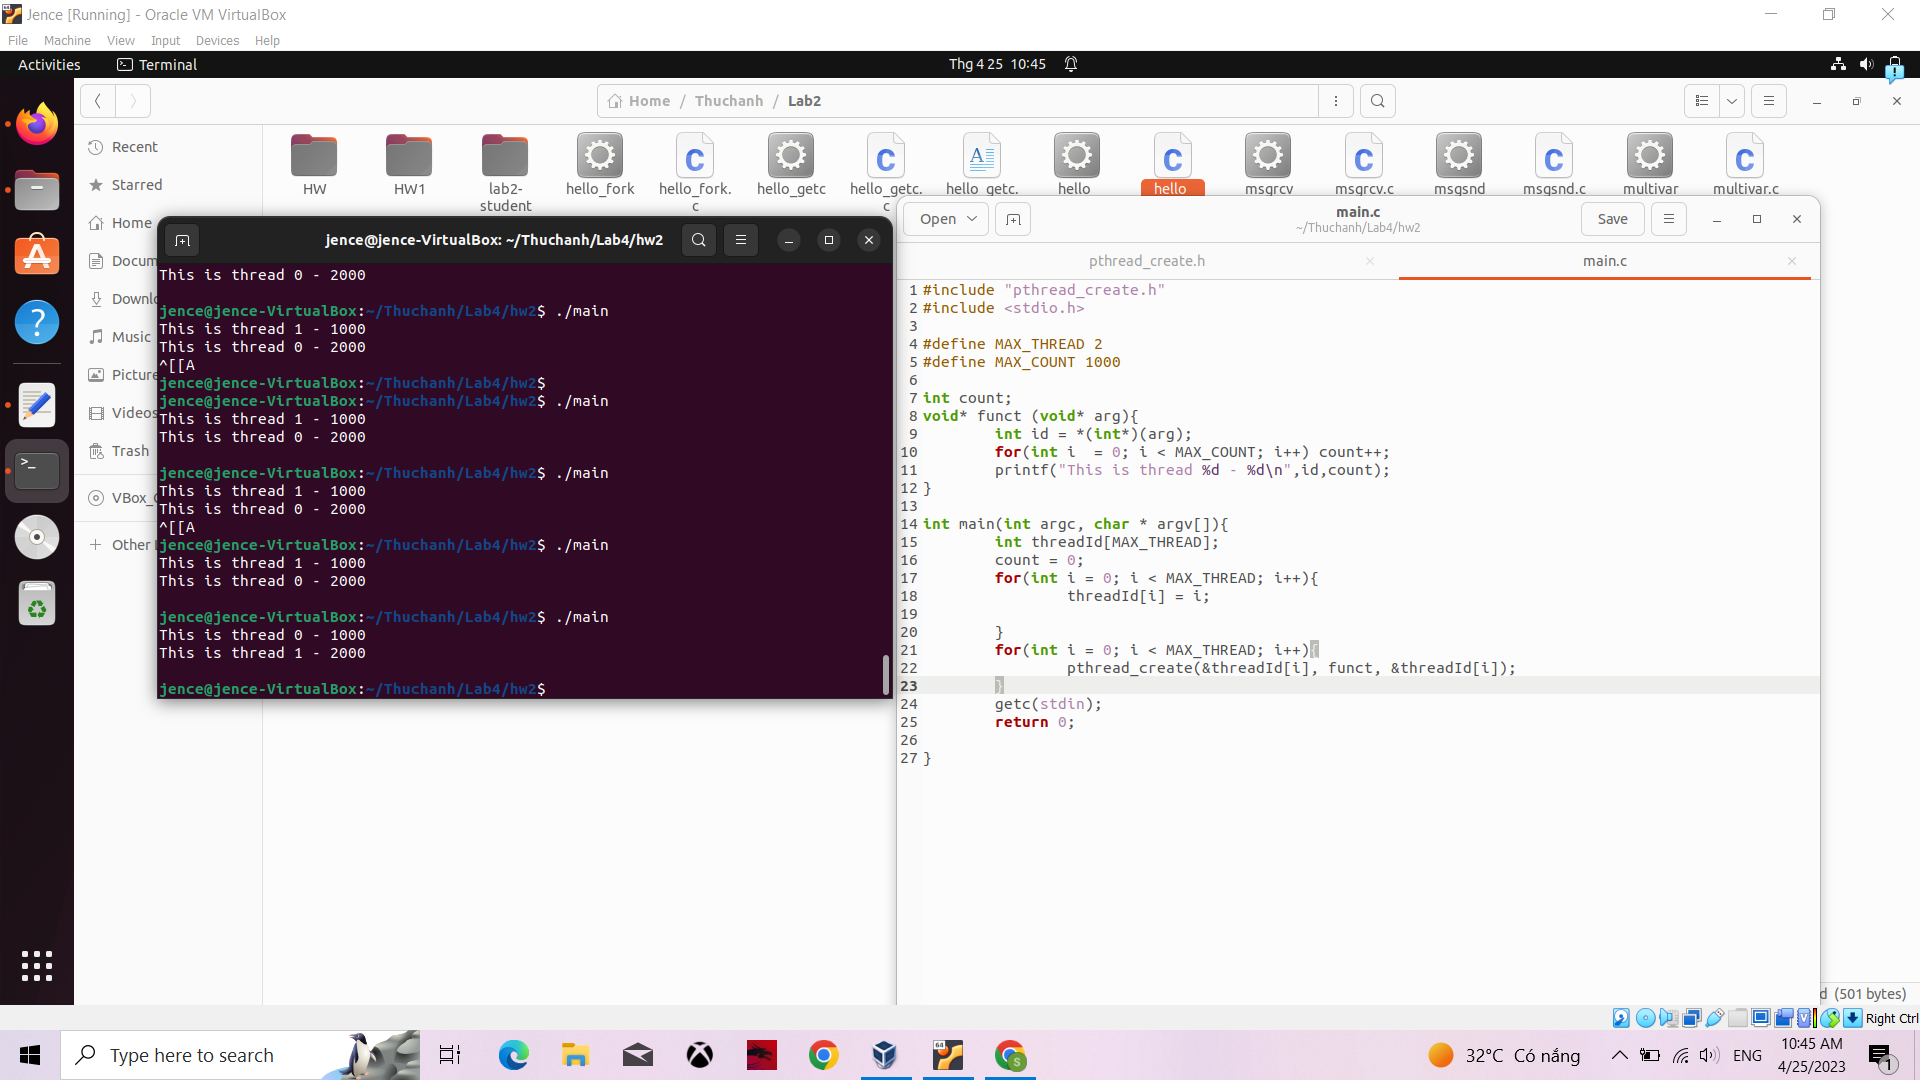 Jence [Running] - Oracle VM VirtualBox
File Machine View Input Devices Help
Activities Terminal Thg 4 25 10:45
Home / Thuchanh / Lab2
Recent
Starred
Home
Docum
Downlo
Music
Picture
Videos
Trash
VBox_
Other
HW HW1 lab2-student hello_fork hello_fork.c hello_getc hello_getc.c hello_getc. hello hello msgrcv msgrcv.c msgsnd msgsnd.c multivar multivar.c
jence@jence-VirtualBox: ~/Thuchanh/Lab4/hw2
This is thread 0 - 2000
jence@jence-VirtualBox:~/Thuchanh/Lab4/hw2$ ./main
This is thread 1 - 1000
This is thread 0 - 2000
^[[A
jence@jence-VirtualBox:~/Thuchanh/Lab4/hw2$
jence@jence-VirtualBox:~/Thuchanh/Lab4/hw2$ ./main
This is thread 1 - 1000
This is thread 0 - 2000
jence@jence-VirtualBox:~/Thuchanh/Lab4/hw2$ ./main
This is thread 1 - 1000
This is thread 0 - 2000
^[[A
jence@jence-VirtualBox:~/Thuchanh/Lab4/hw2$ ./main
This is thread 1 - 1000
This is thread 0 - 2000
jence@jence-VirtualBox:~/Thuchanh/Lab4/hw2$ ./main
This is thread 0 - 1000
This is thread 1 - 2000
jence@jence-VirtualBox:~/Thuchanh/Lab4/hw2$
Open main.c Save
~/Thuchanh/Lab4/hw2
pthread_create.h main.c
1 #include "pthread_create.h"
2 #include <stdio.h>
3
4 #define MAX_THREAD 2
5 #define MAX_COUNT 1000
6
7 int count;
8 void* funct (void* arg){
9 int id = *(int*)(arg);
10 for(int i  = 0; i < MAX_COUNT; i++) count++;
11 printf("This is thread %d - %d\n",id,count);
12 }
13
14 int main(int argc, char * argv[]){
15 int threadId[MAX_THREAD];
16 count = 0;
17 for(int i = 0; i < MAX_THREAD; i++){
18 threadId[i] = i;
19
20 }
21 for(int i = 0; i < MAX_THREAD; i++){
22 pthread_create(&threadId[i], funct, &threadId[i]);
23 }
24 getc(stdin);
25 return 0;
26
27 }
d (501 bytes)
Right Ctrl
Type here to search
32°C Có nắng ENG
10:45 AM
4/25/2023
1